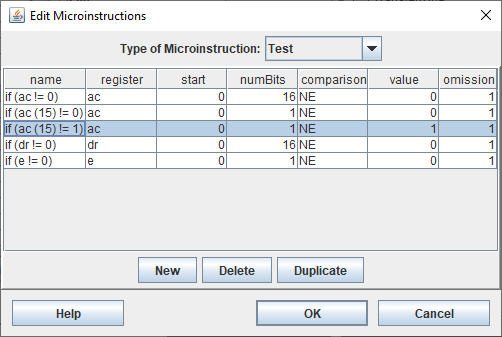 Edit Microinstructions
Type of Microinstruction: Test
name register start numBits comparison value omission
if (ac != 0) ac 0 16 NE 0 1
if (ac (15) != 0) ac 0 1 NE 0 1
if (ac (15) != 1) ac 0 1 NE 1 1
if (dr != 0) dr 0 16 NE 0 1
if (e != 0) e 0 1 NE 0 1
New Delete Duplicate
Help OK Cancel